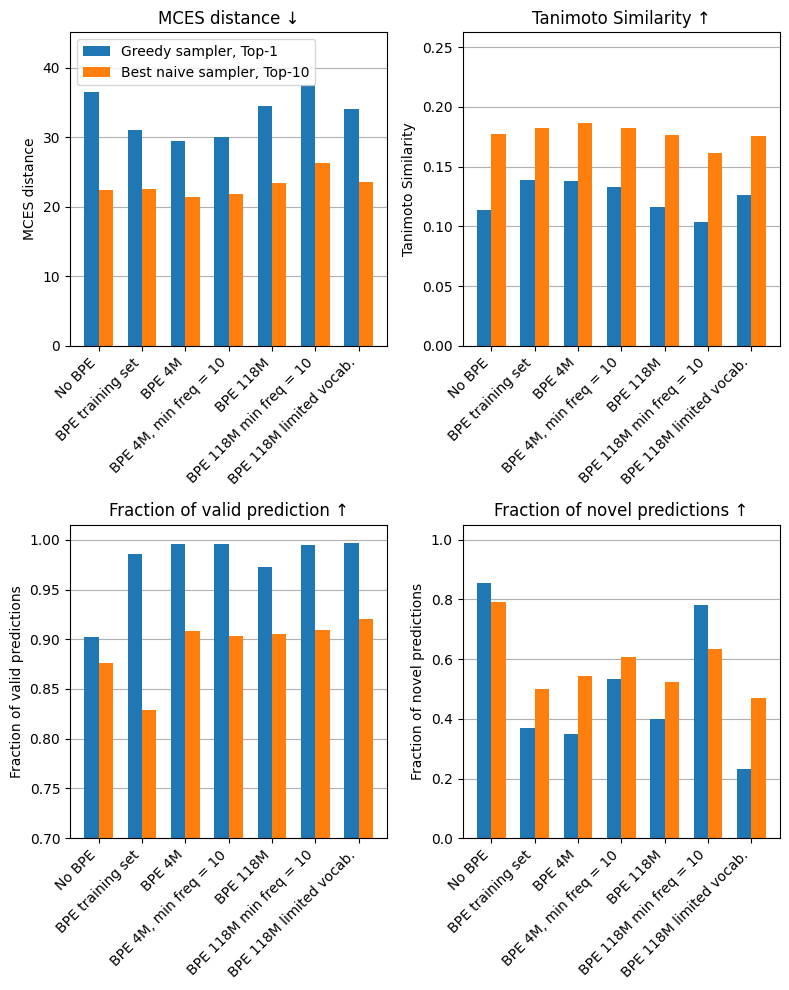 MCES distance ↓
Greedy sampler, Top-1
Best naive sampler, Top-10
MCES distance
40
30
20
10
0
No BPE
BPE training set
BPE 4M
BPE 4M, min freq = 10
BPE 118M
BPE 118M min freq = 10
BPE 118M limited vocab.
Tanimoto Similarity ↑
Tanimoto Similarity
0.25
0.20
0.15
0.10
0.05
0.00
No BPE
BPE training set
BPE 4M
BPE 4M, min freq = 10
BPE 118M
BPE 118M min freq = 10
BPE 118M limited vocab.
Fraction of valid prediction ↑
Fraction of valid predictions
1.00
0.95
0.90
0.85
0.80
0.75
0.70
No BPE
BPE training set
BPE 4M
BPE 4M, min freq = 10
BPE 118M
BPE 118M min freq = 10
BPE 118M limited vocab.
Fraction of novel predictions ↑
Fraction of novel predictions
1.0
0.8
0.6
0.4
0.2
0.0
No BPE
BPE training set
BPE 4M
BPE 4M, min freq = 10
BPE 118M
BPE 118M min freq = 10
BPE 118M limited vocab.